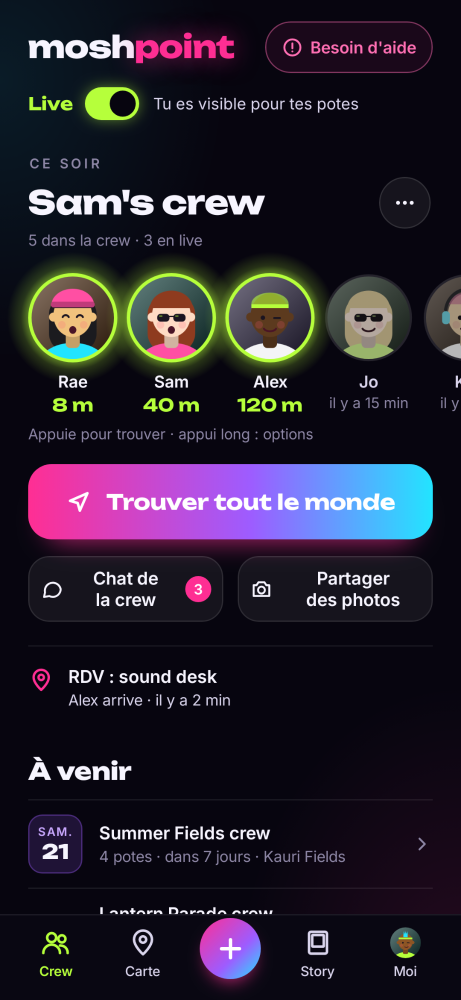 moshpoint
Besoin d'aide
Live
Tu es visible pour tes potes
CE SOIR
Sam's crew
5 dans la crew · 3 en live
Rae
Sam
Alex
Jo
8 m
40 m
120 m
il y a 15 min
il y
Appuie pour trouver · appui long : options
Trouver tout le monde
Chat de
la crew
3
Partager
des photos
RDV : sound desk
Alex arrive · il y a 2 min
À venir
SAM.
21
Summer Fields crew
4 potes · dans 7 jours · Kauri Fields
Lantern Parade crew
Crew
Carte
Story
Moi